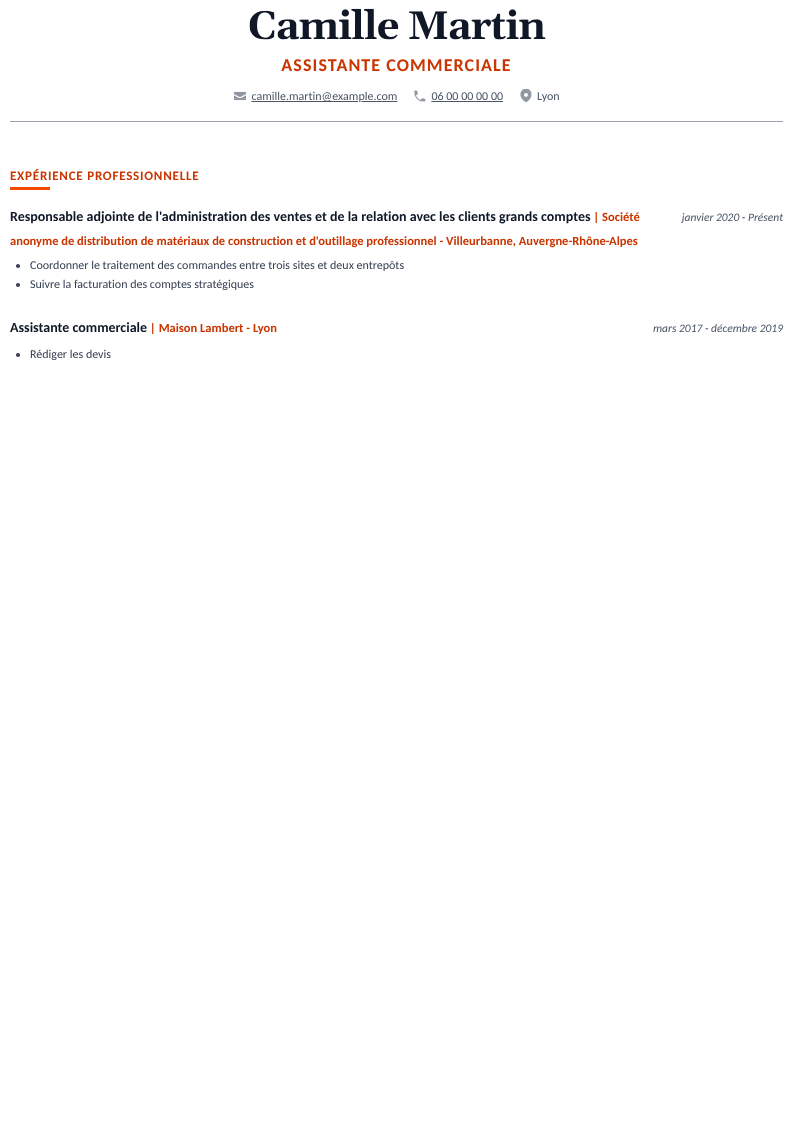 Camille Martin
ASSISTANTE COMMERCIALE
camille.martin@example.com 06 00 00 00 00 Lyon
EXPÉRIENCE PROFESSIONNELLE
Responsable adjointe de l'administration des ventes et de la relation avec les clients grands comptes | Société janvier 2020 - Présent
anonyme de distribution de matériaux de construction et d'outillage professionnel - Villeurbanne, Auvergne-Rhône-Alpes
• Coordonner le traitement des commandes entre trois sites et deux entrepôts
• Suivre la facturation des comptes stratégiques
Assistante commerciale | Maison Lambert - Lyon mars 2017 - décembre 2019
• Rédiger les devis